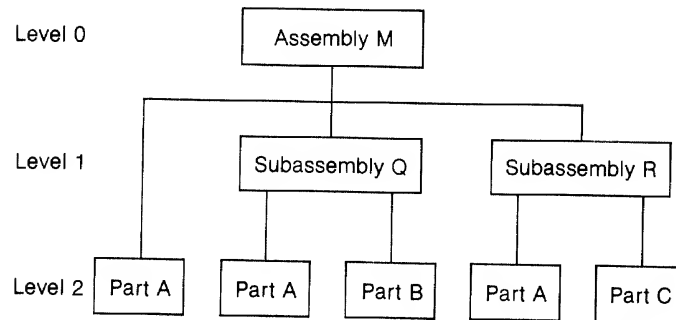 Level 0
Assembly M
Level 1
Subassembly Q
Subassembly R
Level 2
Part A
Part A
Part B
Part A
Part C